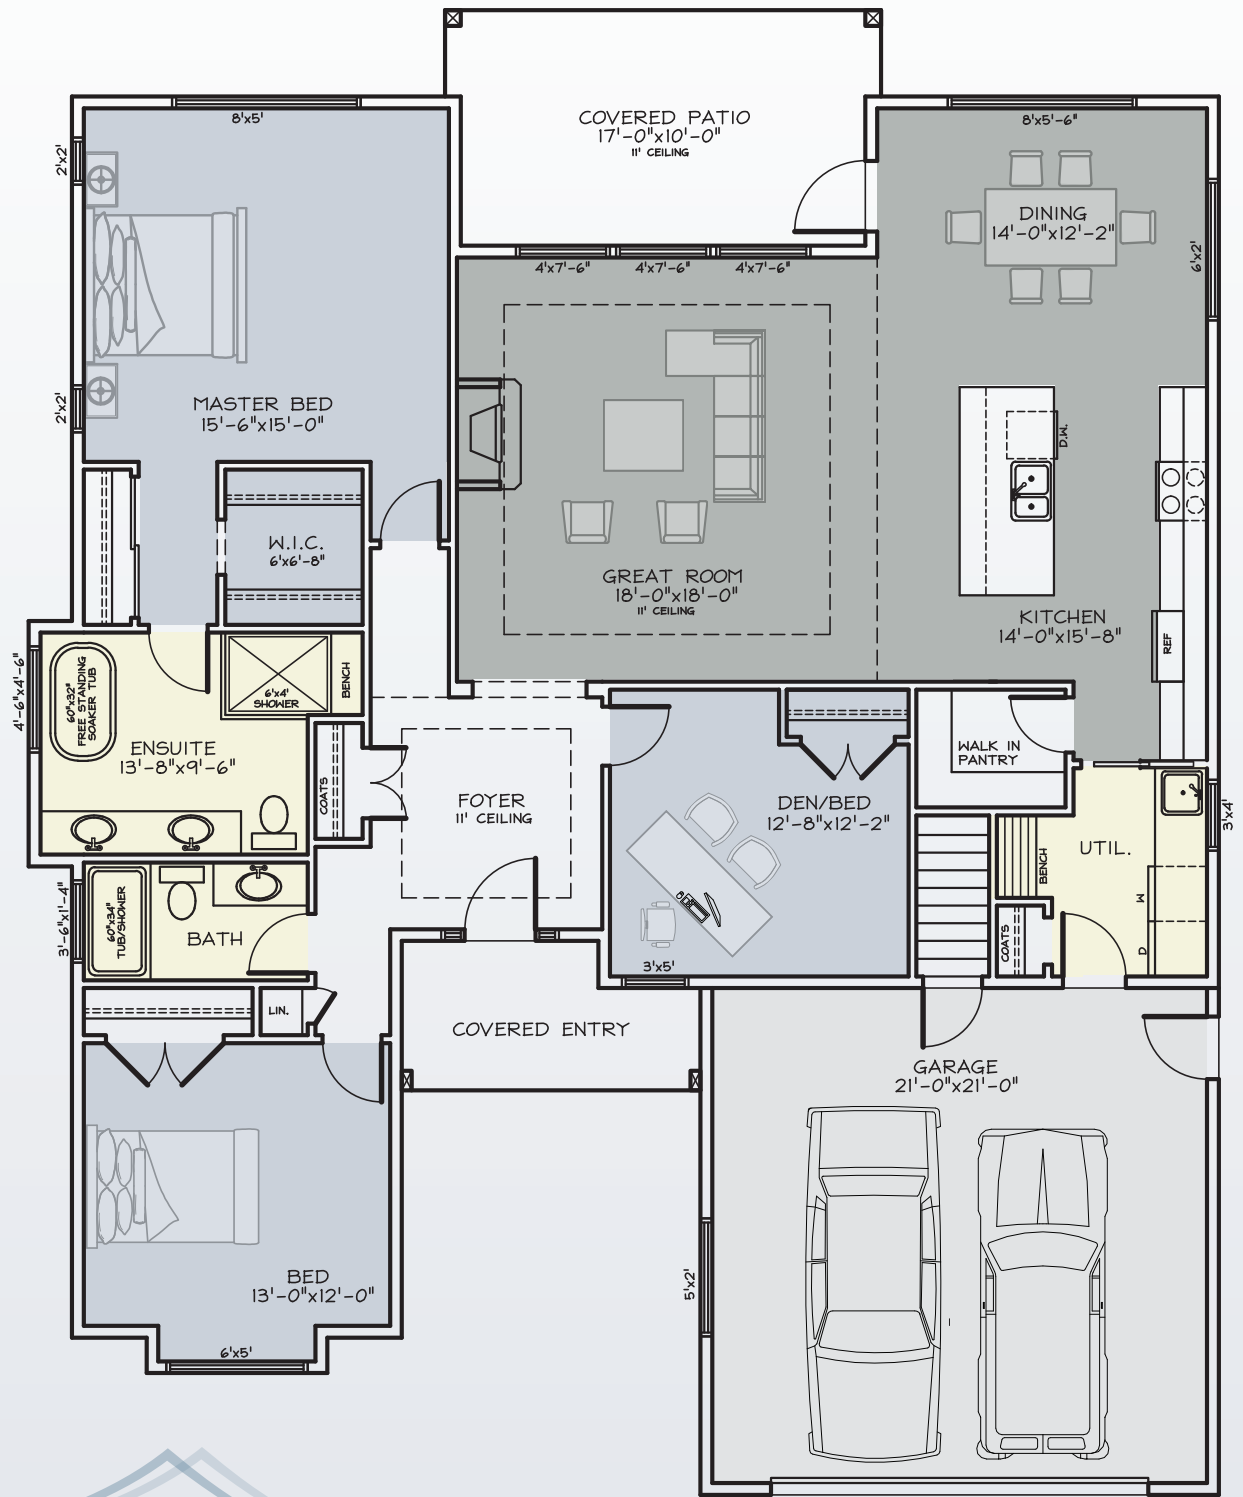 COVERED PATIO
17'-0"x10'-0"
11' CEILING
8'x5'
8'x5'-6"
2'x2'
DINING
14'-0"x12'-2"
6'x2'
4'x7'-6"
4'x7'-6"
4'x7'-6"
2'x2'
MASTER BED
15'-6"x15'-0"
D.W.
W.I.C.
6'x6'-8"
GREAT ROOM
18'-0"x18'-0"
11' CEILING
KITCHEN
14'-0"x15'-8"
REF
4'-6"x4'-6"
60"x32"
FREE STANDING
SOAKER TUB
6'x4'
SHOWER
BENCH
ENSUITE
13'-8"x9'-6"
COATS
FOYER
11' CEILING
DEN/BED
12'-8"x12'-2"
WALK IN
PANTRY
3'x4'
UTIL.
BENCH
W
D
COATS
3'-6"x1'-4"
60"x34"
TUB/SHOWER
BATH
3'x5'
LIN.
COVERED ENTRY
GARAGE
21'-0"x21'-0"
5'x2'
BED
13'-0"x12'-0"
6'x5'